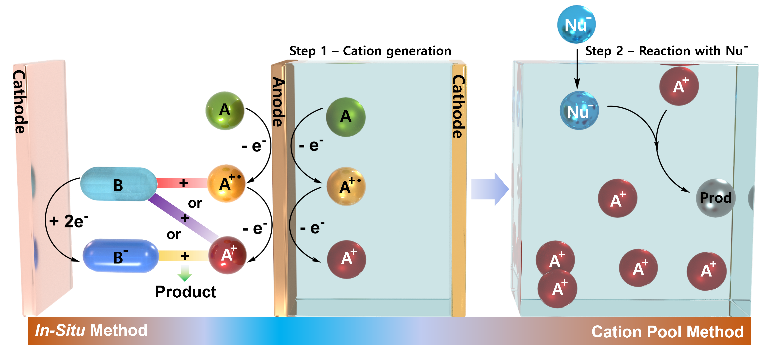 Step 1 – Cation generation
Nu⁻
Step 2 – Reaction with Nu⁻
Cathode
Anode
Cathode
A
A
Nu⁻
A⁺
- e⁻
- e⁻
B
+
A⁺•
A⁺•
or
+
A⁺
Prod
+ 2e⁻
or
- e⁻
- e⁻
B⁻
+
A⁺
A⁺
A⁺
A⁺
A⁺
A⁺
Product
In-Situ Method
Cation Pool Method